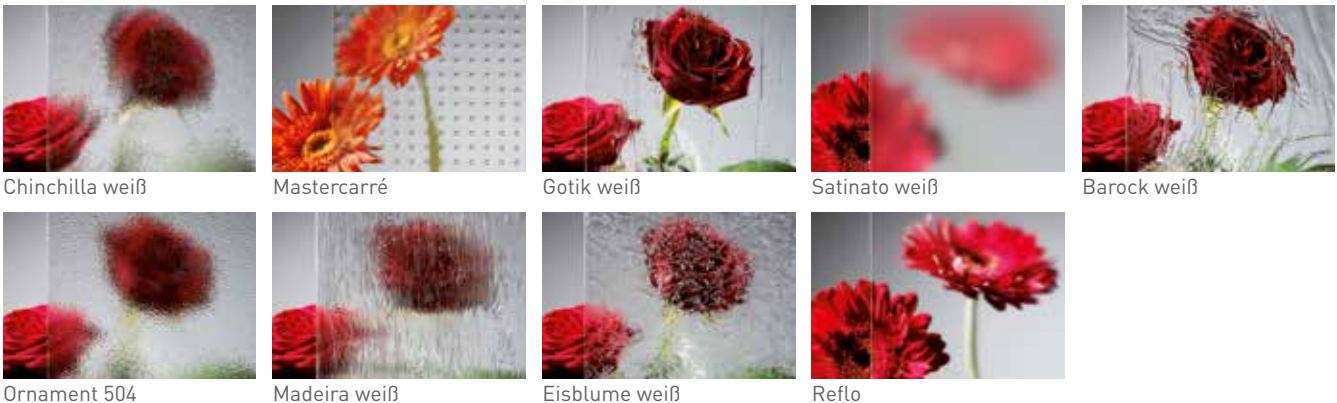 Chinchilla weiß
Mastercarré
Gotik weiß
Satinato weiß
Barock weiß
Ornament 504
Madeira weiß
Eisblume weiß
Reflo